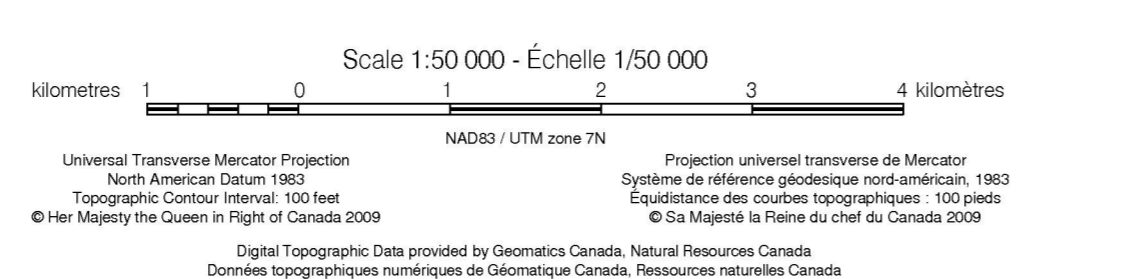 Scale 1:50 000 - Échelle 1/50 000
kilometres 1 0 1 2 3 4 kilomètres
NAD83 / UTM zone 7N
Universal Transverse Mercator Projection
North American Datum 1983
Topographic Contour Interval: 100 feet
© Her Majesty the Queen in Right of Canada 2009
Projection universel transverse de Mercator
Système de référence géodesique nord-américain, 1983
Équidistance des courbes topographiques : 100 pieds
© Sa Majesté la Reine du chef du Canada 2009
Digital Topographic Data provided by Geomatics Canada, Natural Resources Canada
Données topographiques numériques de Géomatique Canada, Ressources naturelles Canada